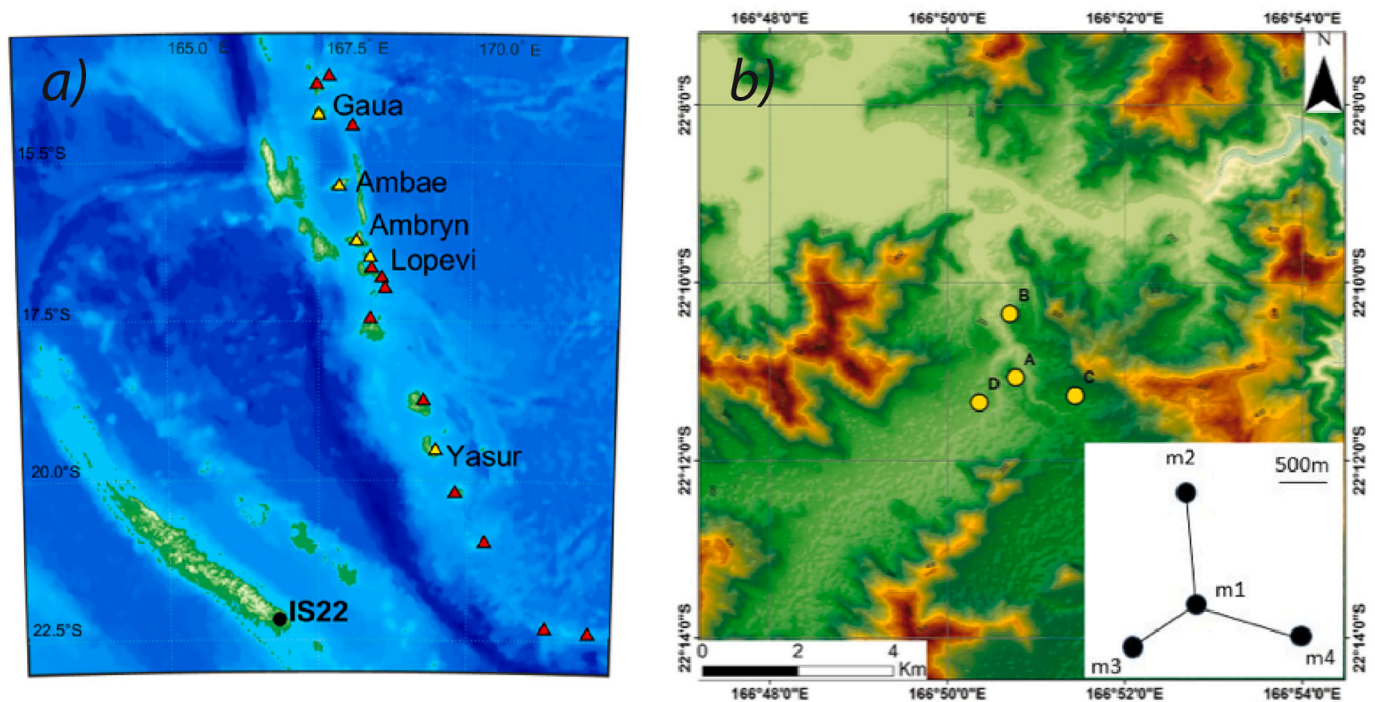 a)
165.0° E
167.5° E
170.0° E
Gaua
15.5°S
Ambae
Ambryn
Lopevi
17.5°S
Yasur
20.0°S
IS22
22.5°S
b)
166°48'0"E
166°50'0"E
166°52'0"E
166°54'0"E
N
22°8'0"S
22°8'0"S
22°10'0"S
22°10'0"S
B
A
D
C
22°12'0"S
22°12'0"S
m2
500m
m1
m3
m4
22°14'0"S
22°14'0"S
0
2
4
Km
166°48'0"E
166°50'0"E
166°52'0"E
166°54'0"E